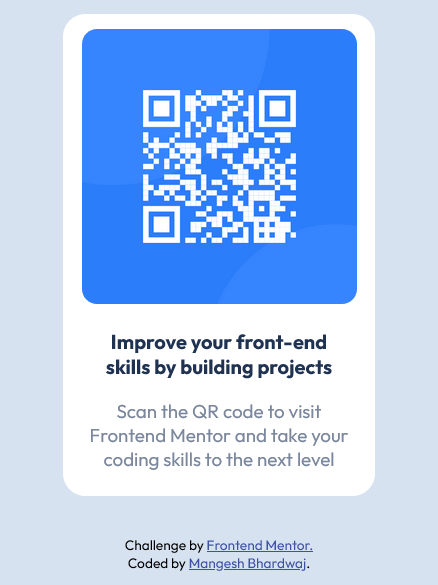 Improve your front-end
skills by building projects
Scan the QR code to visit
Frontend Mentor and take your
coding skills to the next level
Challenge by Frontend Mentor.
Coded by Mangesh Bhardwaj.